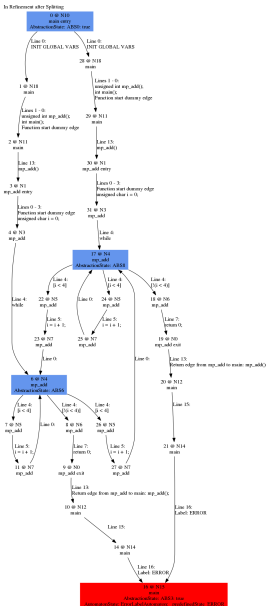 In Refinement after Splitting
0 @ N19
main entry
AbstractionState: ABS0: true
Line 0:
INIT GLOBAL VARS
Line 0:
INIT GLOBAL VARS
28 @ N18
main
1 @ N18
main
Lines 1 - 0:
unsigned int mp_add();
int main();
Function start dummy edge
Lines 1 - 0:
unsigned int mp_add();
int main();
Function start dummy edge
29 @ N11
main
2 @ N11
main
Line 13:
mp_add()
Line 13:
mp_add()
30 @ N1
mp_add entry
3 @ N1
mp_add entry
Lines 0 - 3:
Function start dummy edge
unsigned char i = 0;
Lines 0 - 3:
Function start dummy edge
unsigned char i = 0;
31 @ N3
mp_add
4 @ N3
mp_add
Line 4:
while
17 @ N4
mp_add
AbstractionState: ABS8
Line 4:
[i < 4]
Line 4:
[i < 4]
Line 4:
[!(i < 4)]
Line 4:
while
22 @ N5
mp_add
Line 0:
24 @ N5
mp_add
18 @ N6
mp_add
Line 5:
i = i + 1;
Line 5:
i = i + 1;
Line 7:
return 0;
23 @ N7
mp_add
25 @ N7
mp_add
19 @ N0
mp_add exit
Line 0:
Line 0:
Line 13:
Return edge from mp_add to main: mp_add();
6 @ N4
mp_add
AbstractionState: ABS6
20 @ N12
main
Line 4:
[i < 4]
Line 4:
[!(i < 4)]
Line 4:
[i < 4]
Line 15:
7 @ N5
mp_add
Line 0:
8 @ N6
mp_add
26 @ N5
mp_add
Line 5:
i = i + 1;
Line 7:
return 0;
Line 5:
i = i + 1;
21 @ N14
main
11 @ N7
mp_add
9 @ N0
mp_add exit
27 @ N7
mp_add
Line 13:
Return edge from mp_add to main: mp_add();
10 @ N12
main
Line 16:
Label: ERROR
Line 15:
14 @ N14
main
Line 16:
Label: ERROR
main